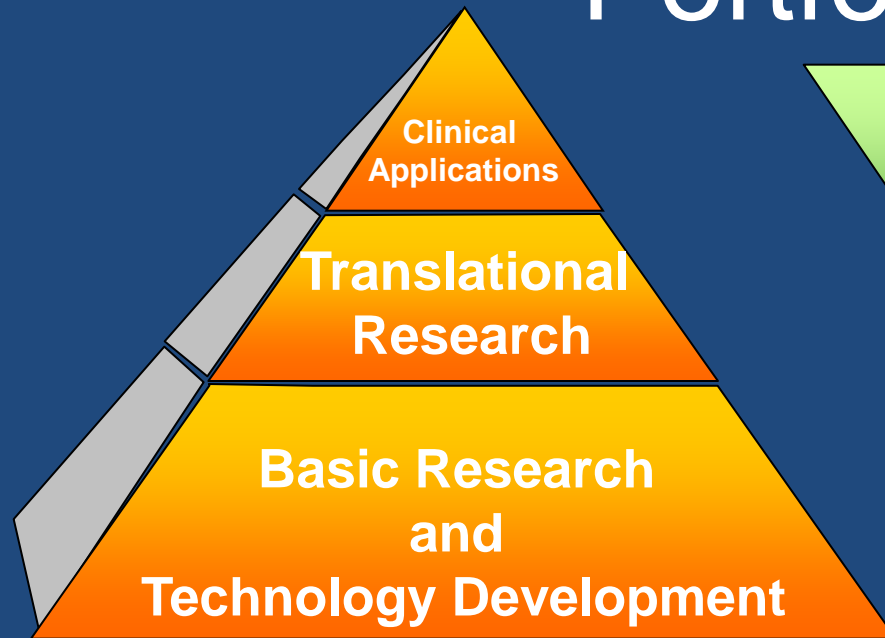 Clinical
Applications
Translational
Research
Basic Research
and
Technology Development